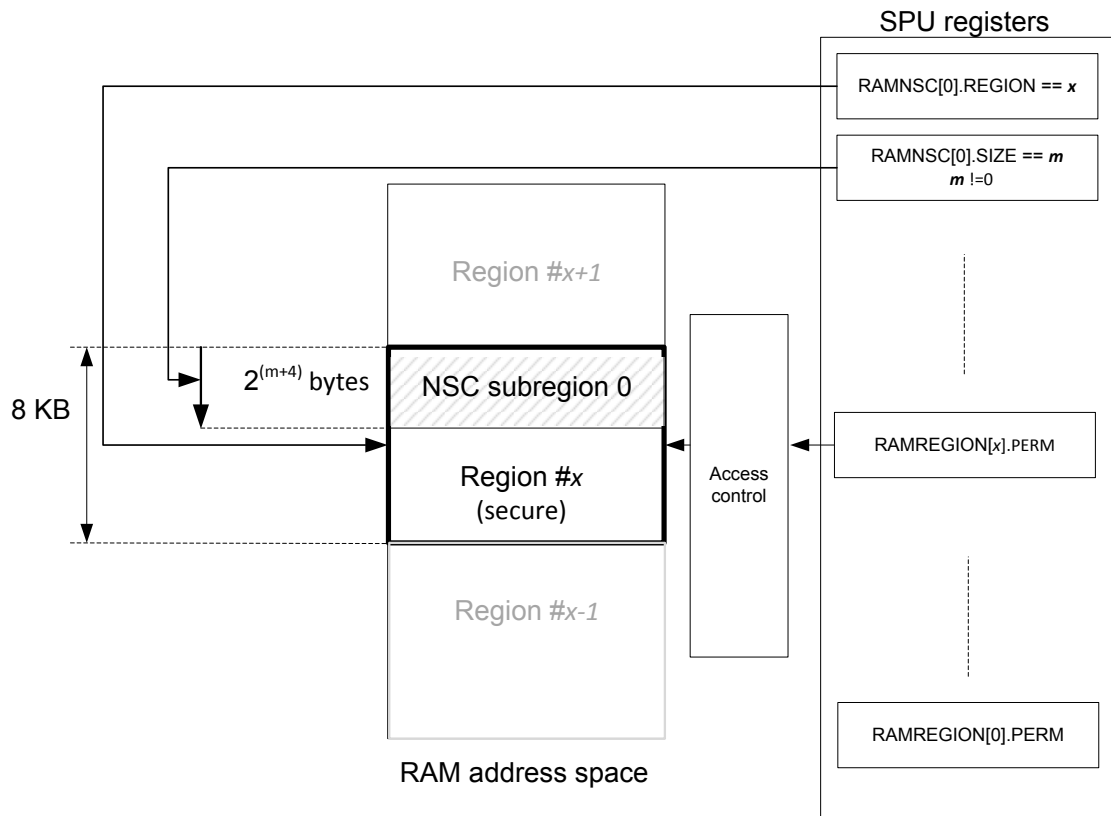 SPU registers
RAMNSC[0].REGION == x
RAMNSC[0].SIZE == m
m !=0
Region #x+1
2^(m+4) bytes
NSC subregion 0
8 KB
RAMREGION[x].PERM
Region #x
(secure)
Access
control
Region #x-1
RAMREGION[0].PERM
RAM address space